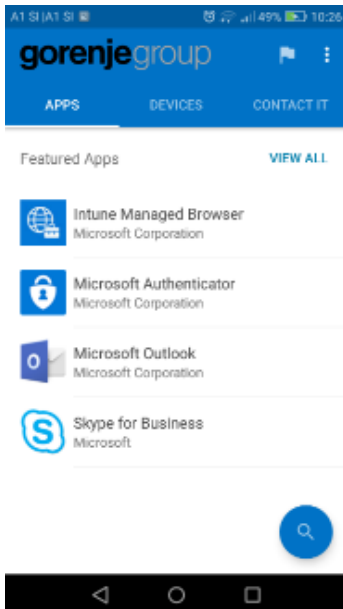 A1 SI |A1 SI 49% 10:26
gorenjegroup
APPS DEVICES CONTACT IT
Featured Apps VIEW ALL
Intune Managed Browser
Microsoft Corporation
Microsoft Authenticator
Microsoft Corporation
Microsoft Outlook
Microsoft Corporation
Skype for Business
Microsoft